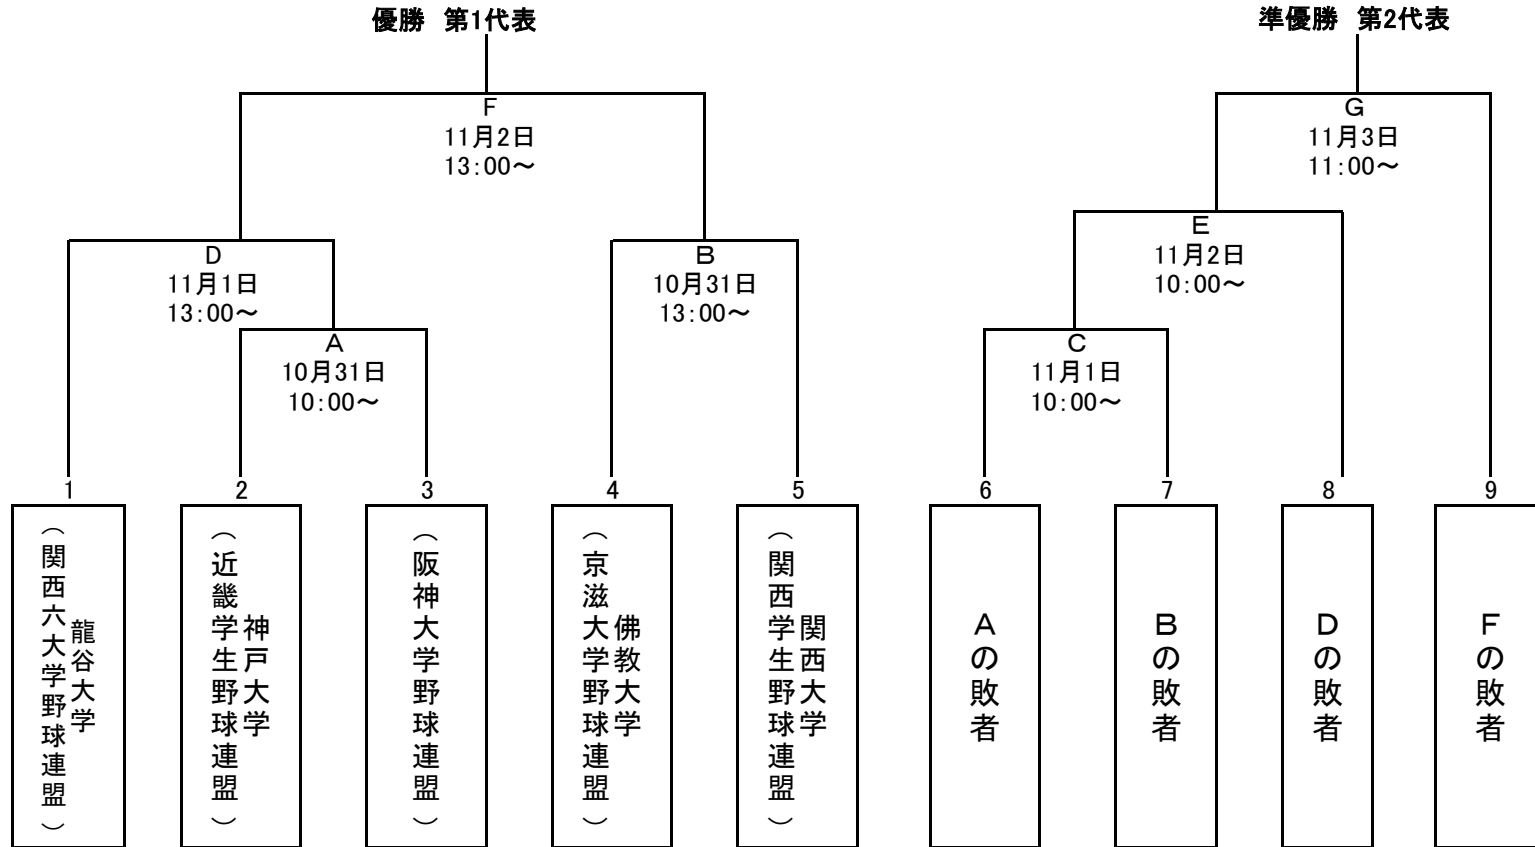 優勝 第1代表
準優勝 第2代表
F
11月2日
13:00～
G
11月3日
11:00～
D
11月1日
13:00～
B
10月31日
13:00～
E
11月2日
10:00～
A
10月31日
10:00～
C
11月1日
10:00～
1
2
3
4
5
6
7
8
9
龍谷大学
（関西六大学野球連盟）
神戸大学
（近畿学生野球連盟）
（阪神大学野球連盟）
佛教大学
（京滋大学野球連盟）
関西大学
（関西学生野球連盟）
Aの敗者
Bの敗者
Dの敗者
Fの敗者